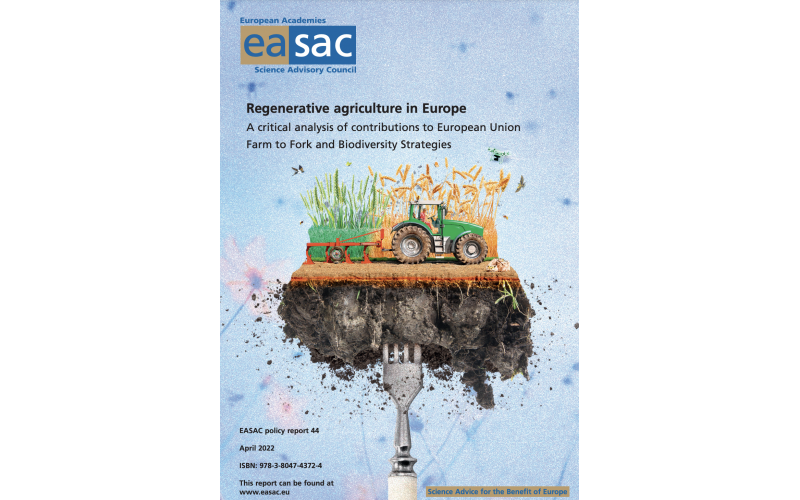 European Academies
easac
Science Advisory Council
Regenerative agriculture in Europe
A critical analysis of contributions to European Union
Farm to Fork and Biodiversity Strategies
EASAC policy report 44
April 2022
ISBN: 978-3-8047-4372-4
This report can be found at
www.easac.eu
Science Advice for the Benefit of Europe